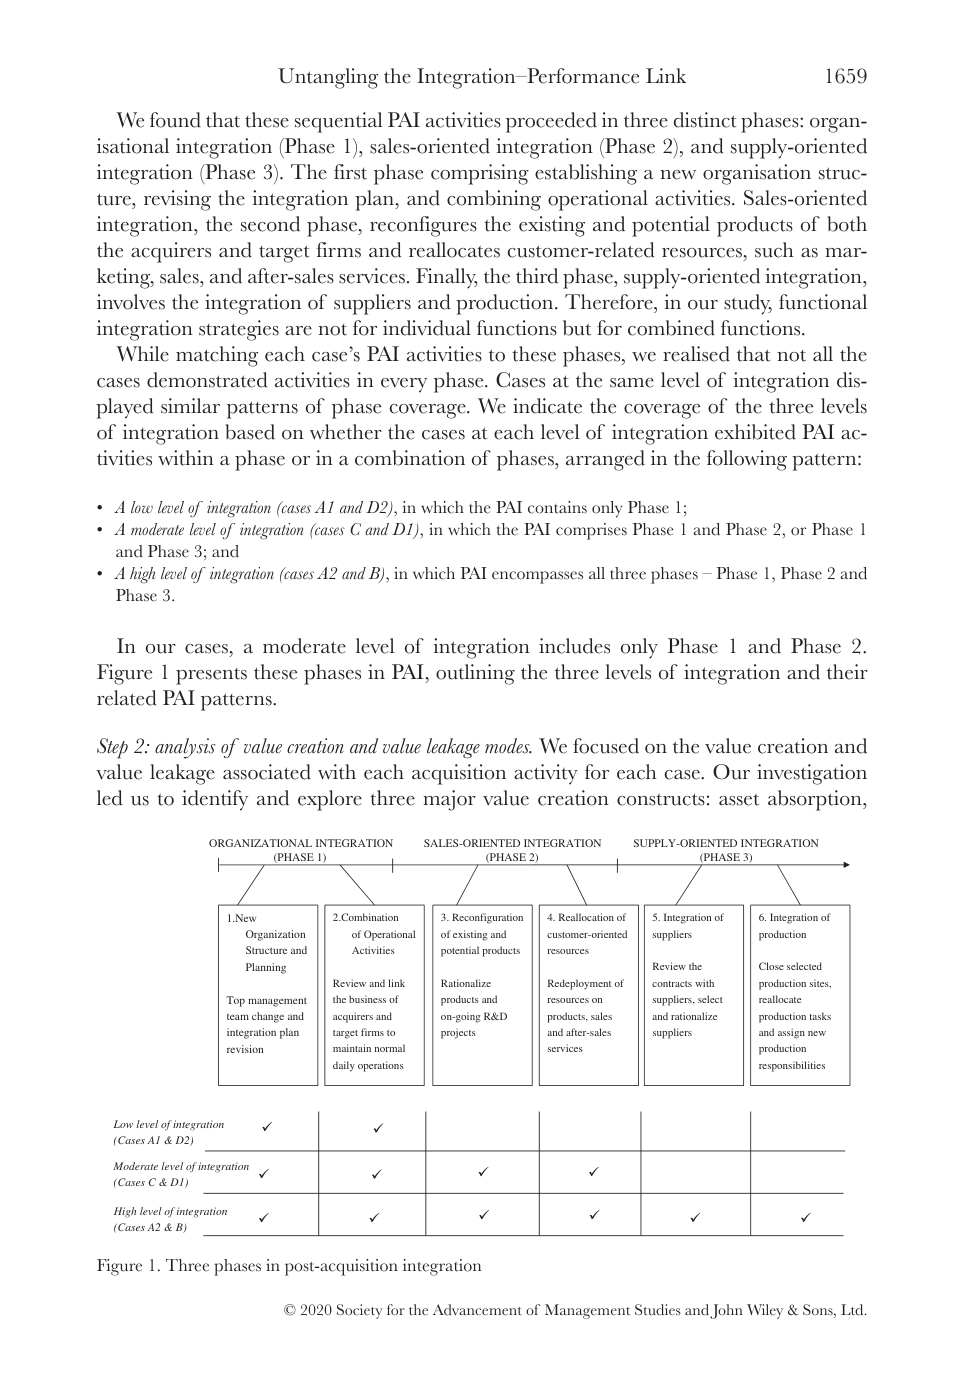 Untangling the Integration–Performance Link 1659
We found that these sequential PAI activities proceeded in three distinct phases: organ-
isational integration (Phase 1), sales-oriented integration (Phase 2), and supply-oriented
integration (Phase 3). The first phase comprising establishing a new organisation struc-
ture, revising the integration plan, and combining operational activities. Sales-oriented
integration, the second phase, reconfigures the existing and potential products of both
the acquirers and target firms and reallocates customer-related resources, such as mar-
keting, sales, and after-sales services. Finally, the third phase, supply-oriented integration,
involves the integration of suppliers and production. Therefore, in our study, functional
integration strategies are not for individual functions but for combined functions.
While matching each case's PAI activities to these phases, we realised that not all the
cases demonstrated activities in every phase. Cases at the same level of integration dis-
played similar patterns of phase coverage. We indicate the coverage of the three levels
of integration based on whether the cases at each level of integration exhibited PAI ac-
tivities within a phase or in a combination of phases, arranged in the following pattern:
• A low level of integration (cases A1 and D2), in which the PAI contains only Phase 1;
• A moderate level of integration (cases C and D1), in which the PAI comprises Phase 1 and Phase 2, or Phase 1
and Phase 3; and
• A high level of integration (cases A2 and B), in which PAI encompasses all three phases – Phase 1, Phase 2 and
Phase 3.
In our cases, a moderate level of integration includes only Phase 1 and Phase 2.
Figure 1 presents these phases in PAI, outlining the three levels of integration and their
related PAI patterns.
Step 2: analysis of value creation and value leakage modes. We focused on the value creation and
value leakage associated with each acquisition activity for each case. Our investigation
led us to identify and explore three major value creation constructs: asset absorption,
ORGANIZATIONAL INTEGRATION
(PHASE 1)
SALES-ORIENTED INTEGRATION
(PHASE 2)
SUPPLY-ORIENTED INTEGRATION
(PHASE 3)
1.New
Organization
Structure and
Planning
Top management
team change and
integration plan
revision
2.Combination
of Operational
Activities
Review and link
the business of
acquirers and
target firms to
maintain normal
daily operations
3. Reconfiguration
of existing and
potential products
Rationalize
products and
on-going R&D
projects
4. Reallocation of
customer-oriented
resources
Redeployment of
resources on
products, sales
and after-sales
services
5. Integration of
suppliers
Review the
contracts with
suppliers, select
and rationalize
suppliers
6. Integration of
production
Close selected
production sites,
reallocate
production tasks
and assign new
production
responsibilities
Low level of integration
(Cases A1 & D2)
✓ ✓
Moderate level of integration
(Cases C & D1)
✓ ✓ ✓ ✓
High level of integration
(Cases A2 & B)
✓ ✓ ✓ ✓ ✓ ✓
Figure 1. Three phases in post-acquisition integration
© 2020 Society for the Advancement of Management Studies and John Wiley & Sons, Ltd.